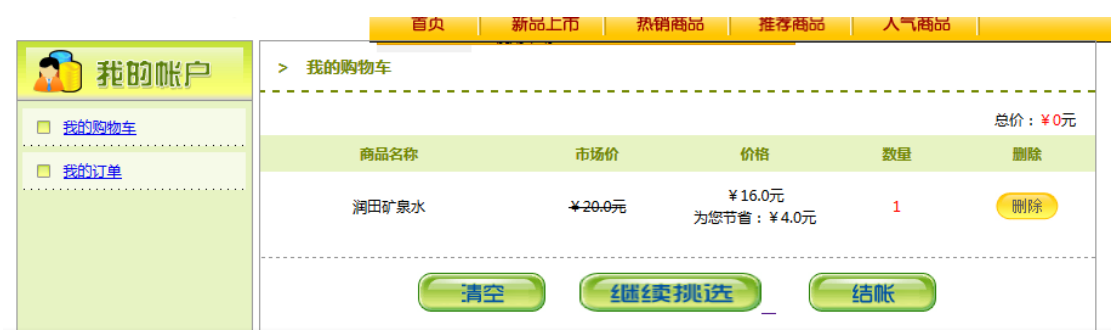 首页 新品上市 热销商品 推荐商品 人气商品
我的帐户
> 我的购物车
我的购物车
我的订单
总价：￥0元
商品名称 市场价 价格 数量 删除
润田矿泉水 ￥20.0元 ￥16.0元 1 删除
为您节省：￥4.0元
清空 继续挑选 结帐